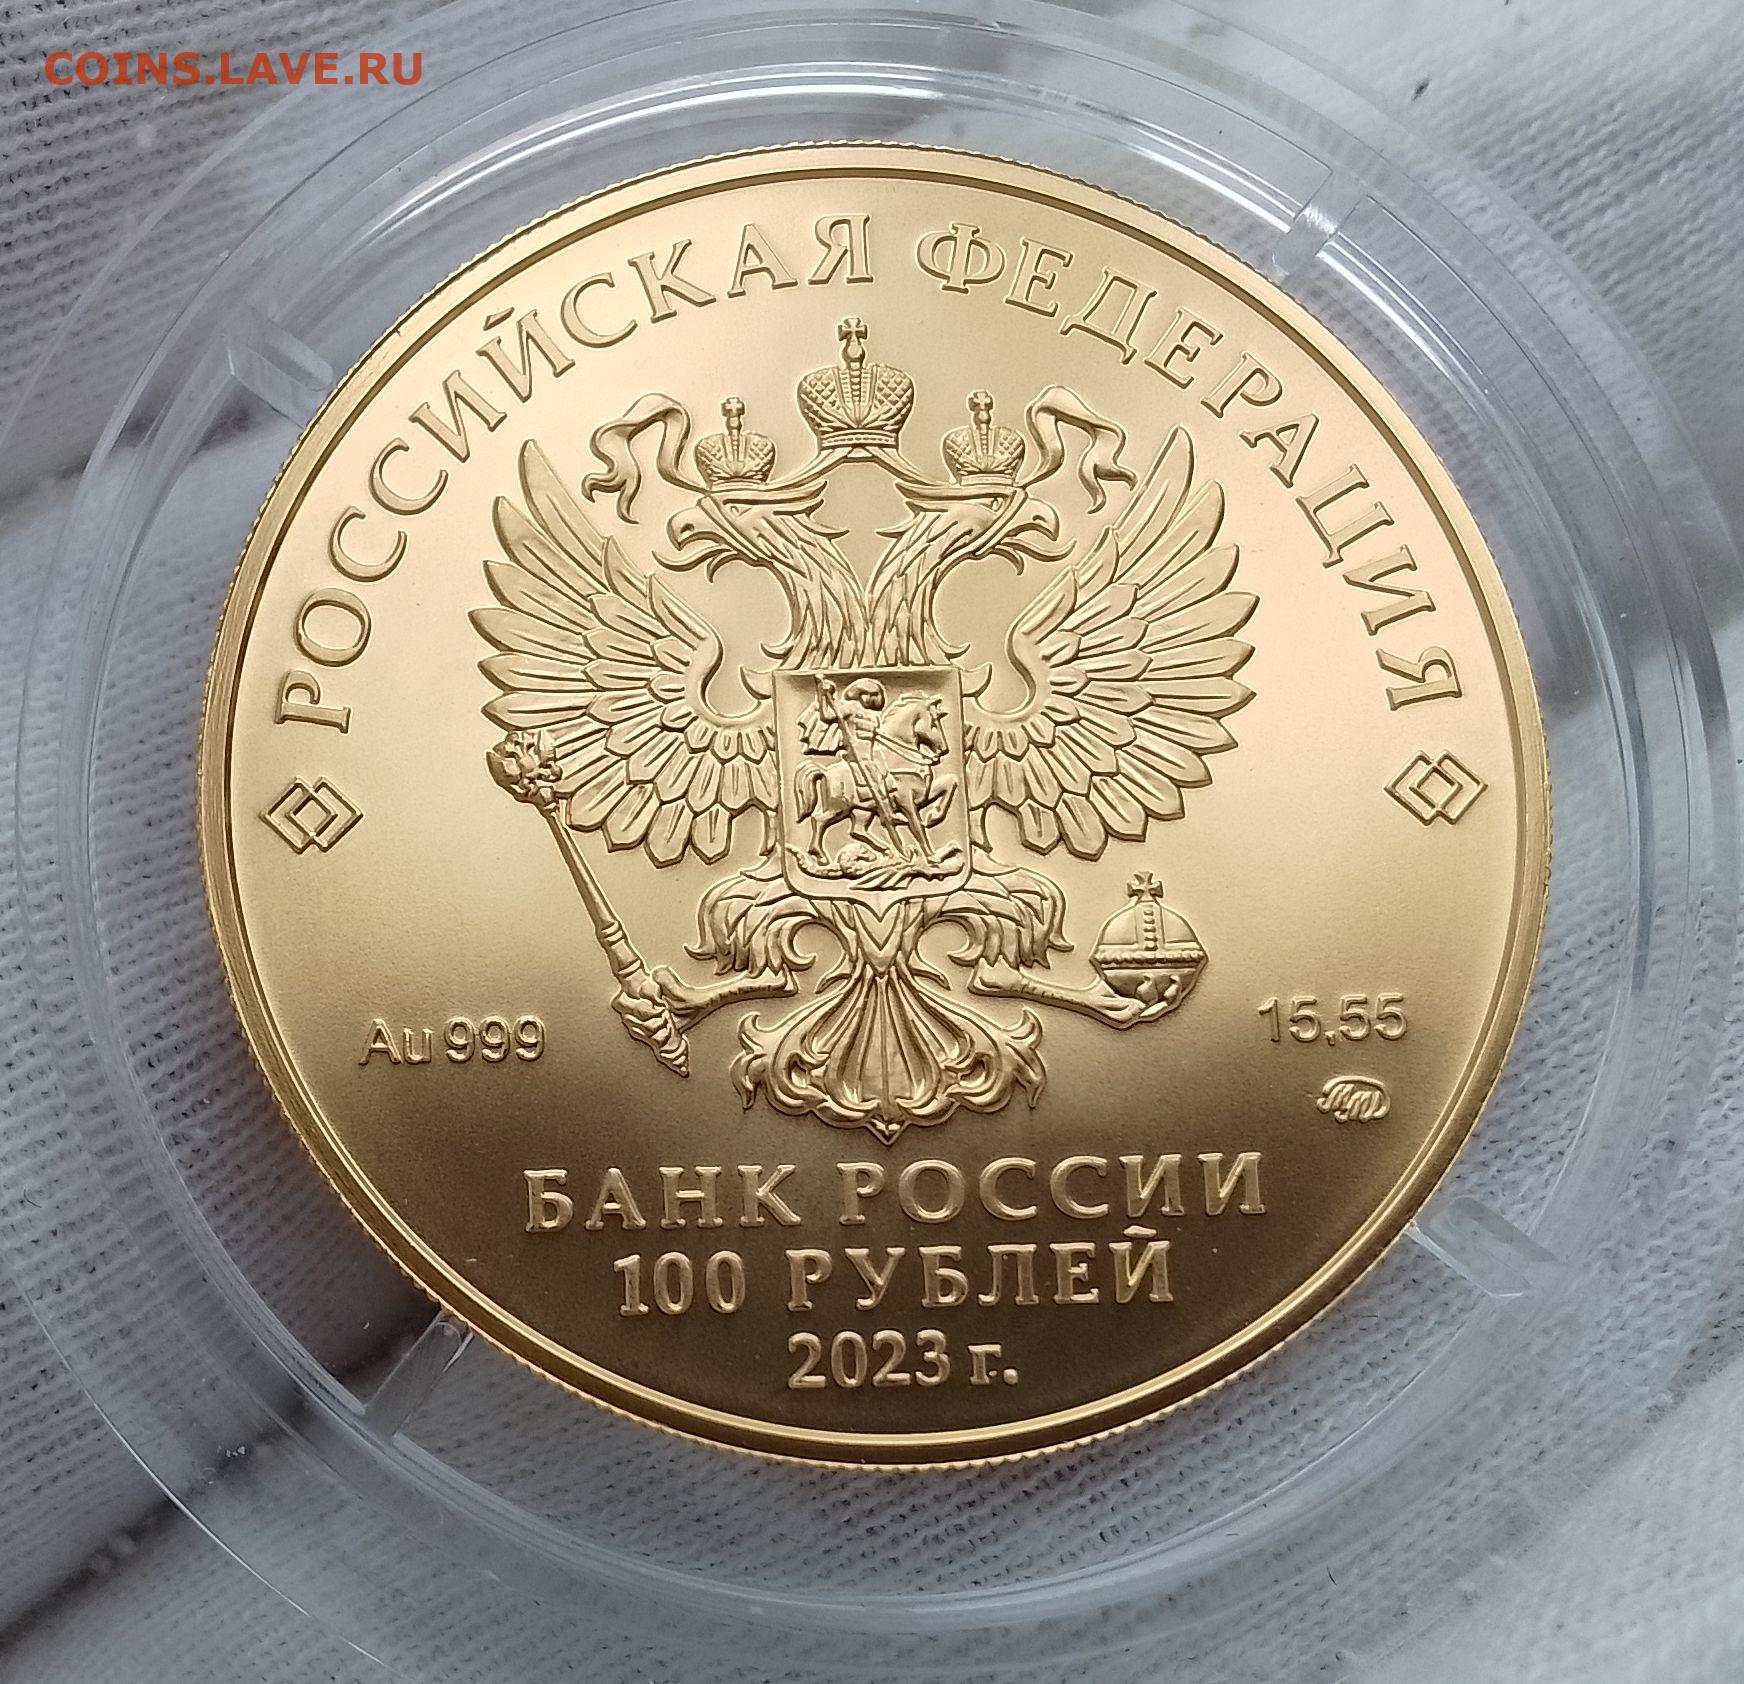 COINS.LAVE.RU
РОССИЙСКАЯ ФЕДЕРАЦИЯ
Au 999
15,55
ММД
БАНК РОССИИ
100 РУБЛЕЙ
2023 г.